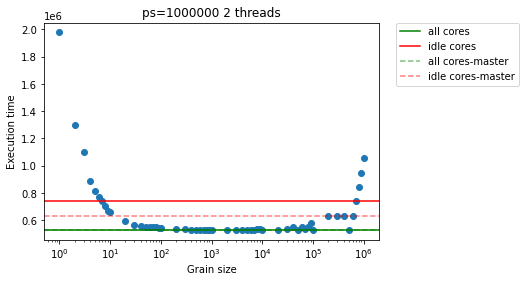 ps=1000000 2 threads
1e6
2.0
1.8
1.6
1.4
1.2
1.0
0.8
0.6
Execution time
10^0 10^1 10^2 10^3 10^4 10^5 10^6
Grain size
all cores
idle cores
all cores-master
idle cores-master